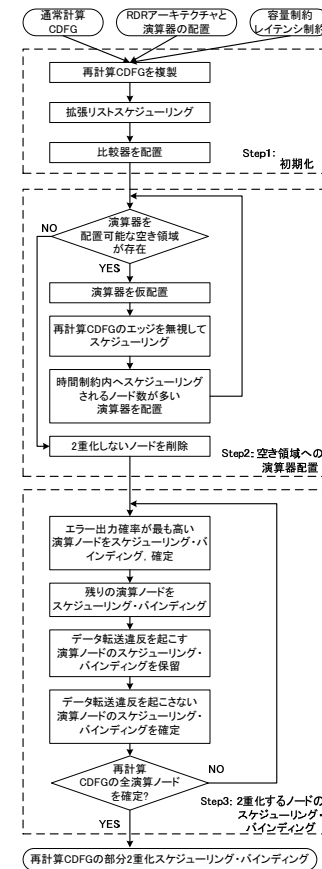 通常計算
CDFG
RDRアーキテクチャと
演算器の配置
容量制約
レイテンシ制約
再計算CDFGを複製
拡張リストスケジューリング
比較器を配置
Step1:
初期化
演算器を
配置可能な空き領域
が存在
NO
YES
演算器を仮配置
再計算CDFGのエッジを無視して
スケジューリング
時間制約内へスケジューリング
されるノード数が多い
演算器を配置
2重化しないノードを削除
Step2: 空き領域への
演算器配置
エラー出力確率が最も高い
演算ノードをスケジューリング・バ
インディング，確定
残りの演算ノードを
スケジューリング・バインディング
データ転送違反を起こす
演算ノードのスケジューリング・
バインディングを保留
データ転送違反を起こさない
演算ノードのスケジューリング・
バインディングを確定
再計算
CDFGの全演算ノード
を確定?
NO
YES
Step3: 2重化するノードの
スケジューリング・
バインディング
再計算CDFGの部分2重化スケジューリング・バインディング